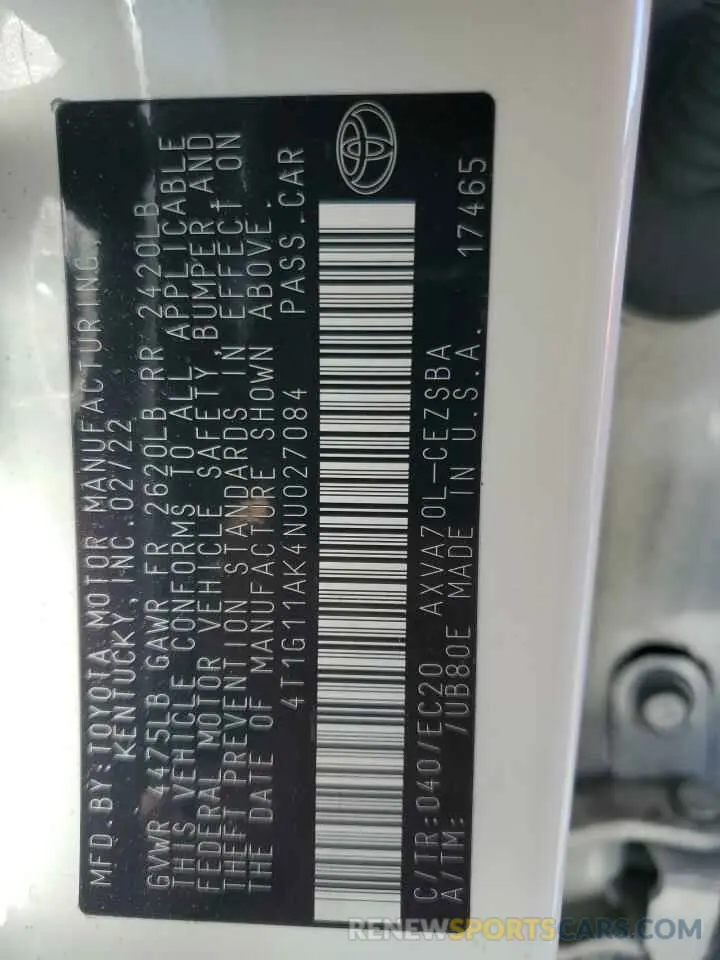 MFD.BY:TOYOTA MOTOR MANUFACTURING,
KENTUCKY, INC.02/22
GVWR 4475LB GAWR FR 2620LB RR 2420LB
THIS VEHICLE CONFORMS TO ALL APPLICABLE
FEDERAL MOTOR VEHICLE SAFETY, BUMPER AND
THEFT PREVENTION STANDARDS IN EFFECT ON
THE DATE OF MANUFACTURE SHOWN ABOVE.
4T1G11AK4NU027084 PASS.CAR
C/TR:040/EC20 AXVA70L-CEZSBA
A/TM: /UB80E MADE IN U.S.A. 17465
RENEWSPORTSCARS.COM